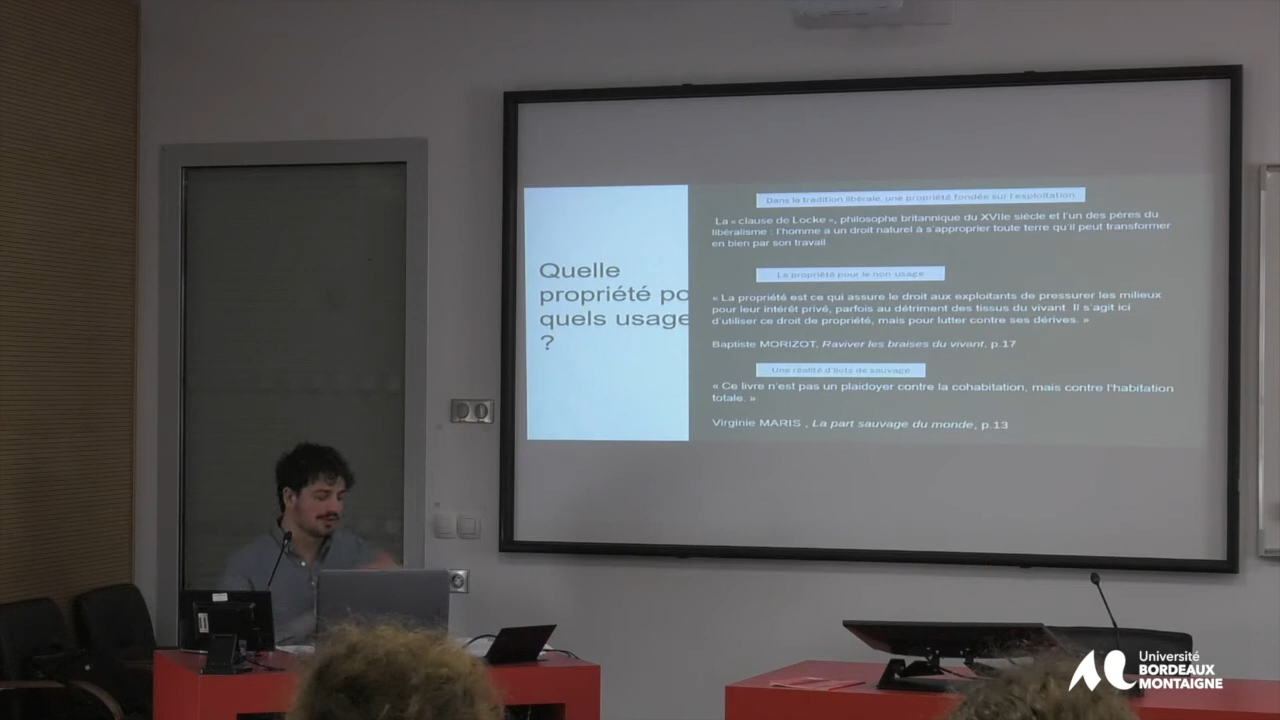 Quelle
propriété po
quels usage
?
Dans la tradition libérale, une propriété fondée sur l'exploitation
La « clause de Locke », philosophe britannique du XVIIe siècle et l'un des pères du
libéralisme : l'homme a un droit naturel à s'approprier toute terre qu'il peut transformer
en bien par son travail
La propriété pour le non usage
« La propriété est ce qui assure le droit aux exploitants de pressurer les milieux
pour leur intérêt privé, parfois au détriment des tissus du vivant. Il s'agit ici
d'utiliser ce droit de propriété, mais pour lutter contre ses dérives. »
Baptiste MORIZOT, Raviver les braises du vivant, p.17
Une réalité d'îlots de sauvage
« Ce livre n'est pas un plaidoyer contre la cohabitation, mais contre l'habitation
totale. »
Virginie MARIS , La part sauvage du monde, p.13
Université
BORDEAUX
MONTAIGNE